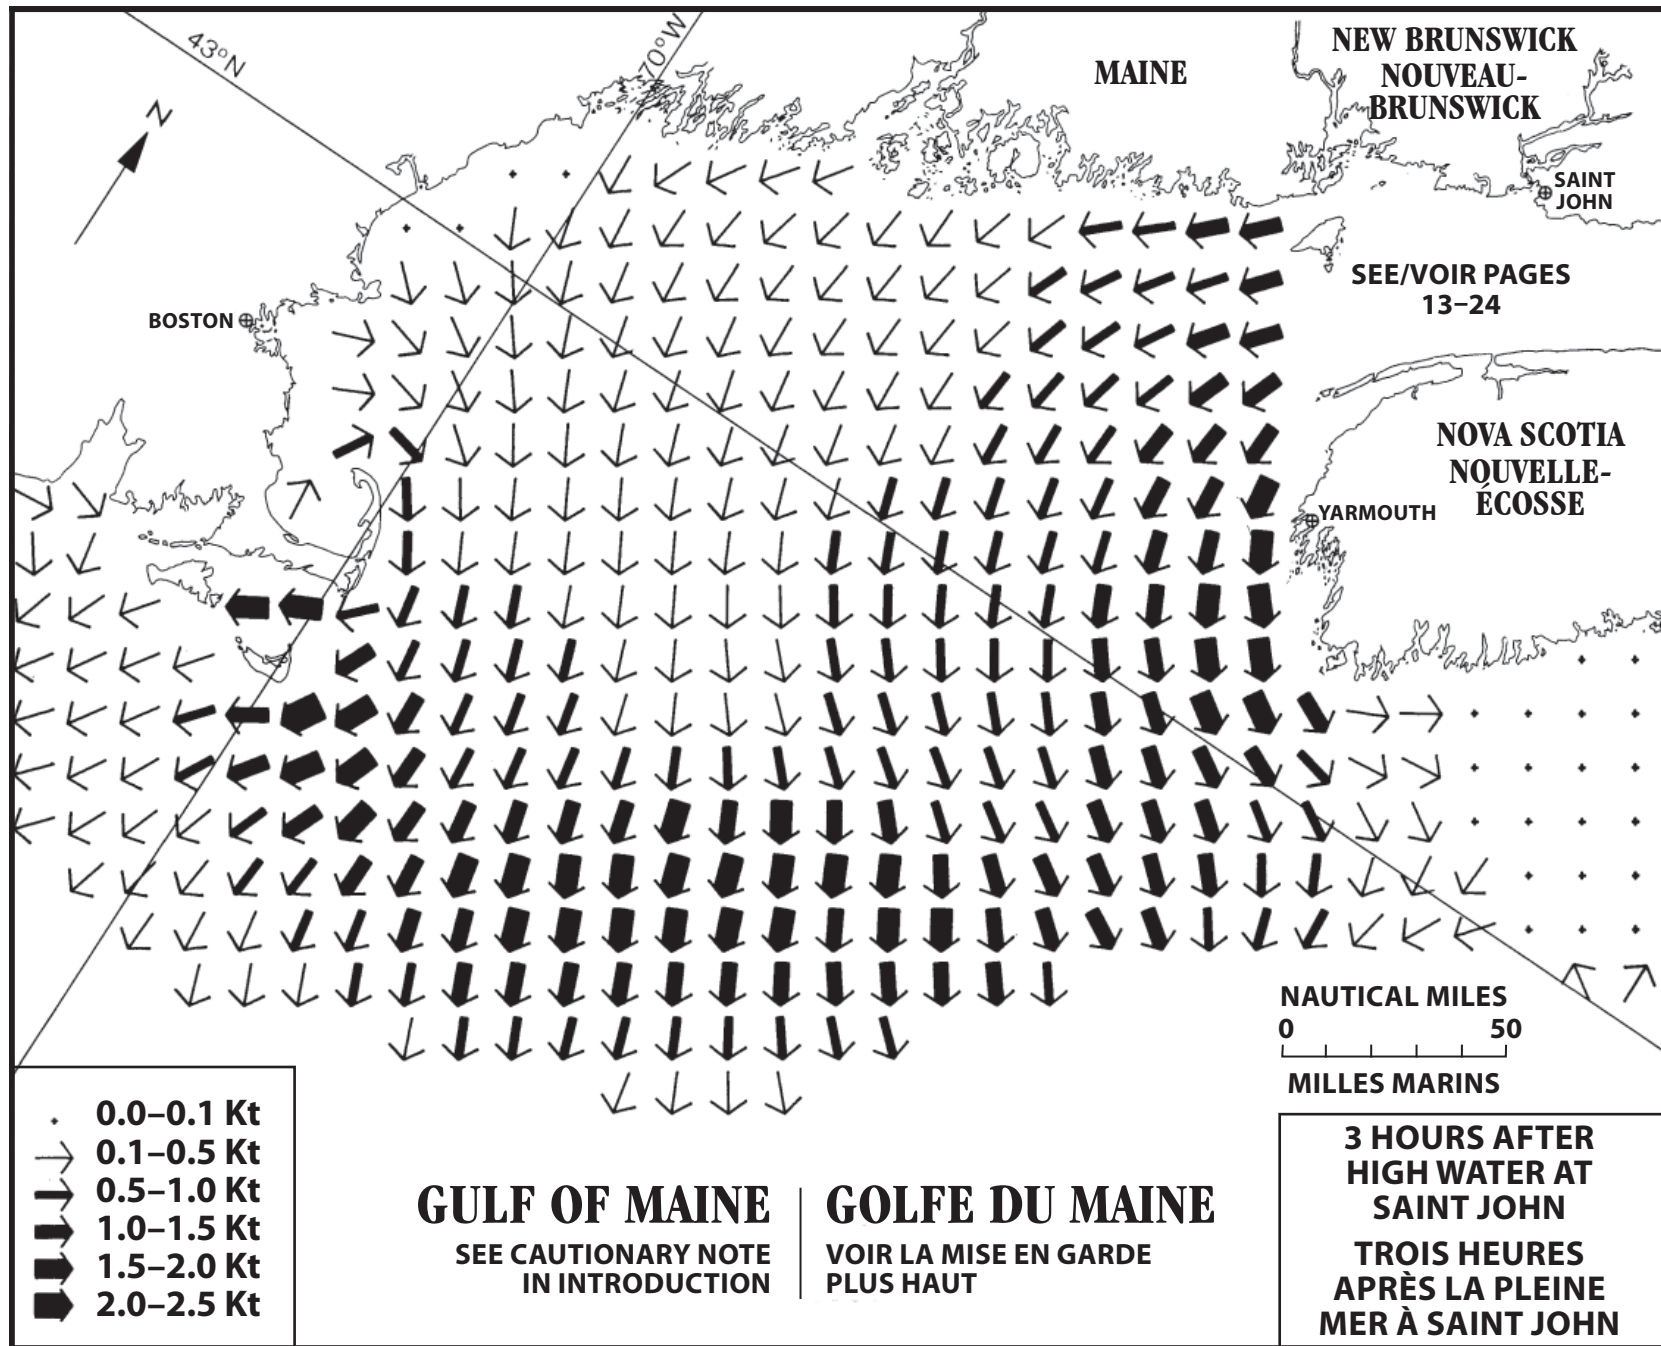 43°N
70°W
N
MAINE
NEW BRUNSWICK
NOUVEAU-
BRUNSWICK
SAINT
JOHN
SEE/VOIR PAGES
13–24
BOSTON
NOVA SCOTIA
NOUVELLE-
ÉCOSSE
YARMOUTH
NAUTICAL MILES
0 50
MILLES MARINS
0.0–0.1 Kt
0.1–0.5 Kt
0.5–1.0 Kt
1.0–1.5 Kt
1.5–2.0 Kt
2.0–2.5 Kt
GULF OF MAINE
SEE CAUTIONARY NOTE
IN INTRODUCTION
GOLFE DU MAINE
VOIR LA MISE EN GARDE
PLUS HAUT
3 HOURS AFTER
HIGH WATER AT
SAINT JOHN
TROIS HEURES
APRÈS LA PLEINE
MER À SAINT JOHN